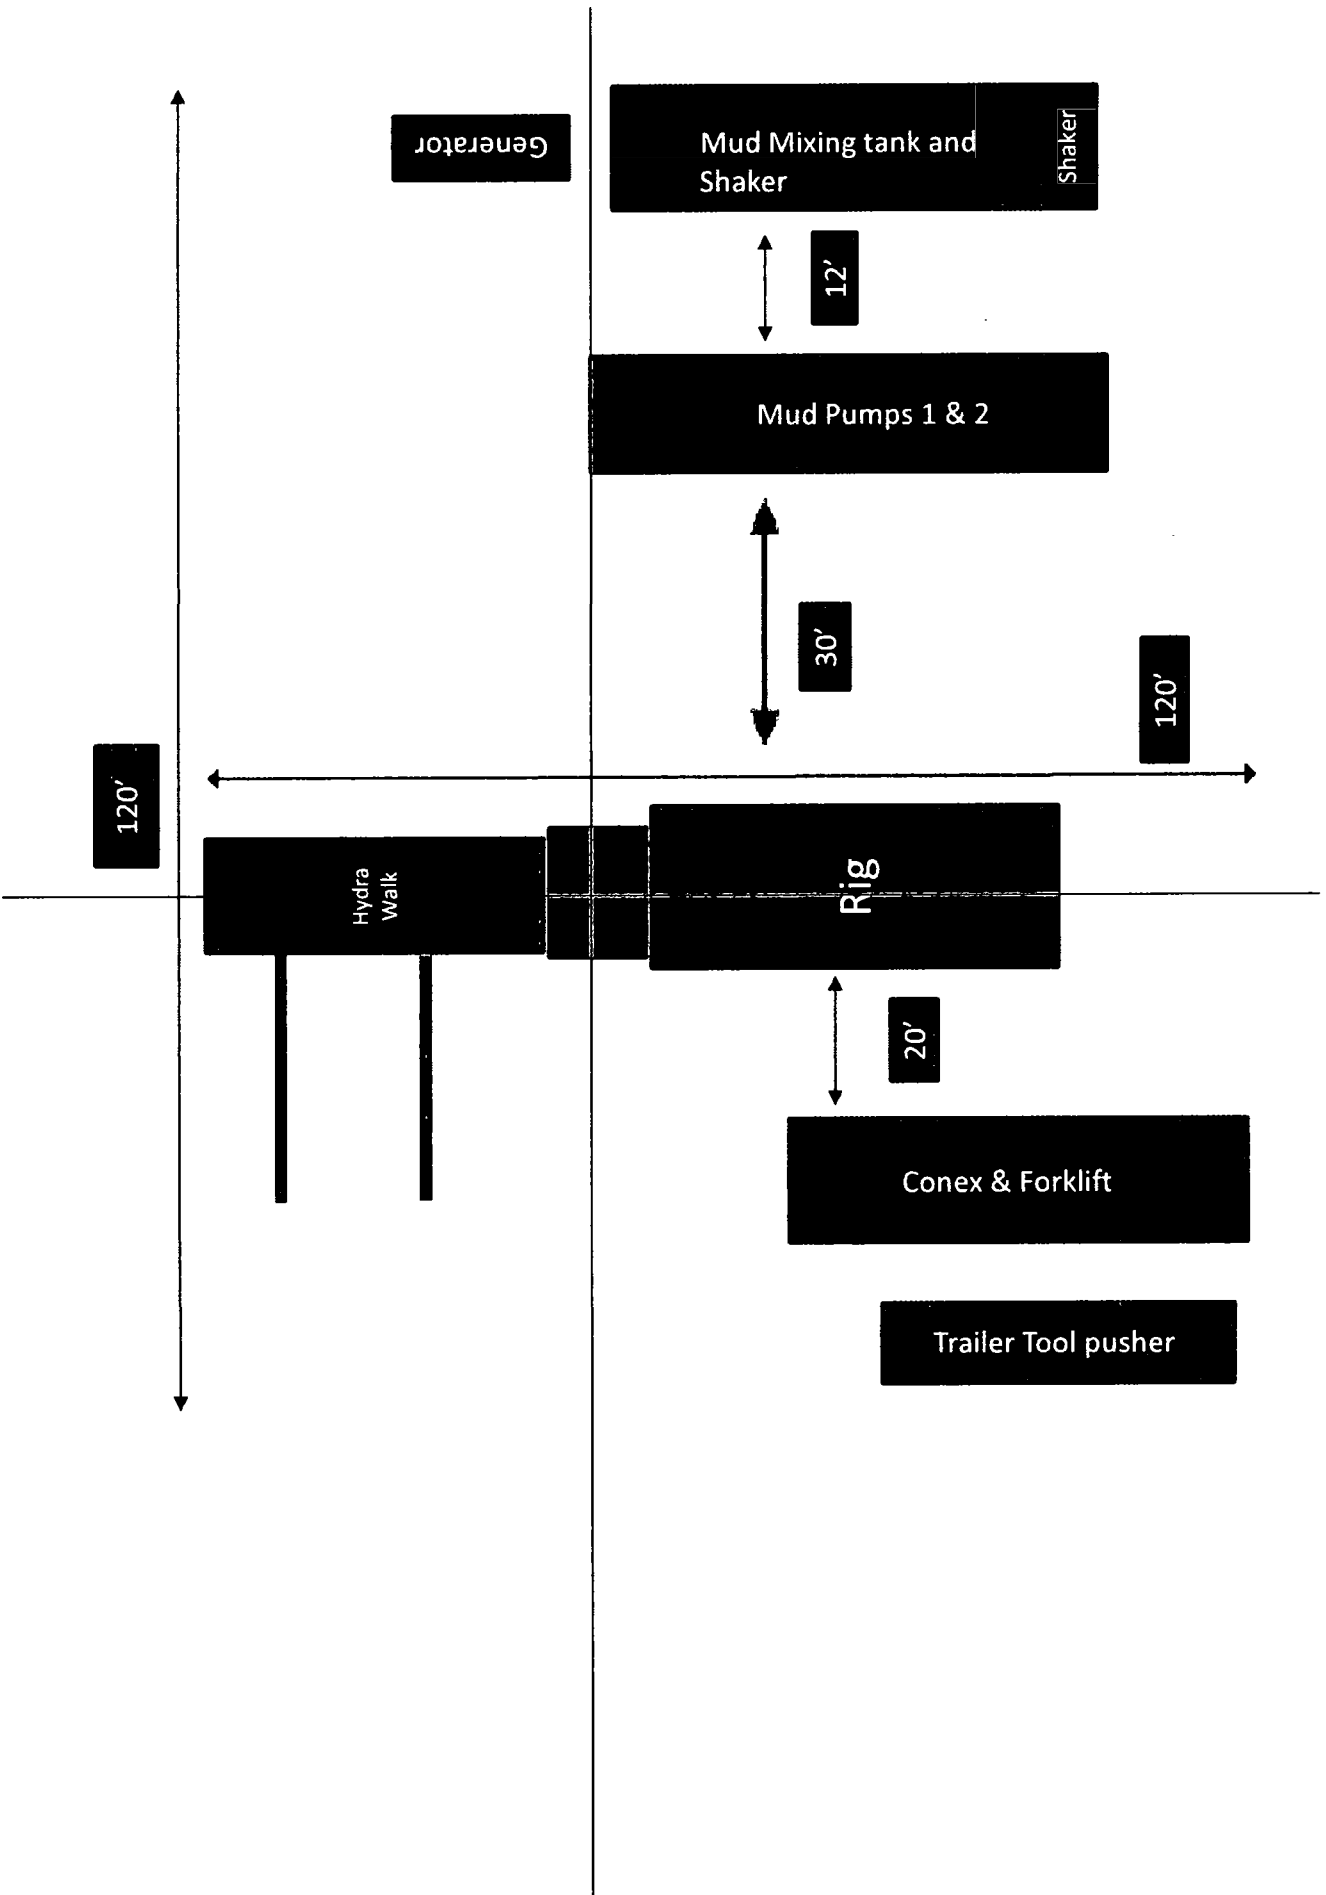 Generator
Mud Mixing tank and
Shaker
Shaker
12′
Mud Pumps 1 & 2
30′
120′
120′
Hydra
Walk
Rig
20′
Conex & Forklift
Trailer Tool pusher